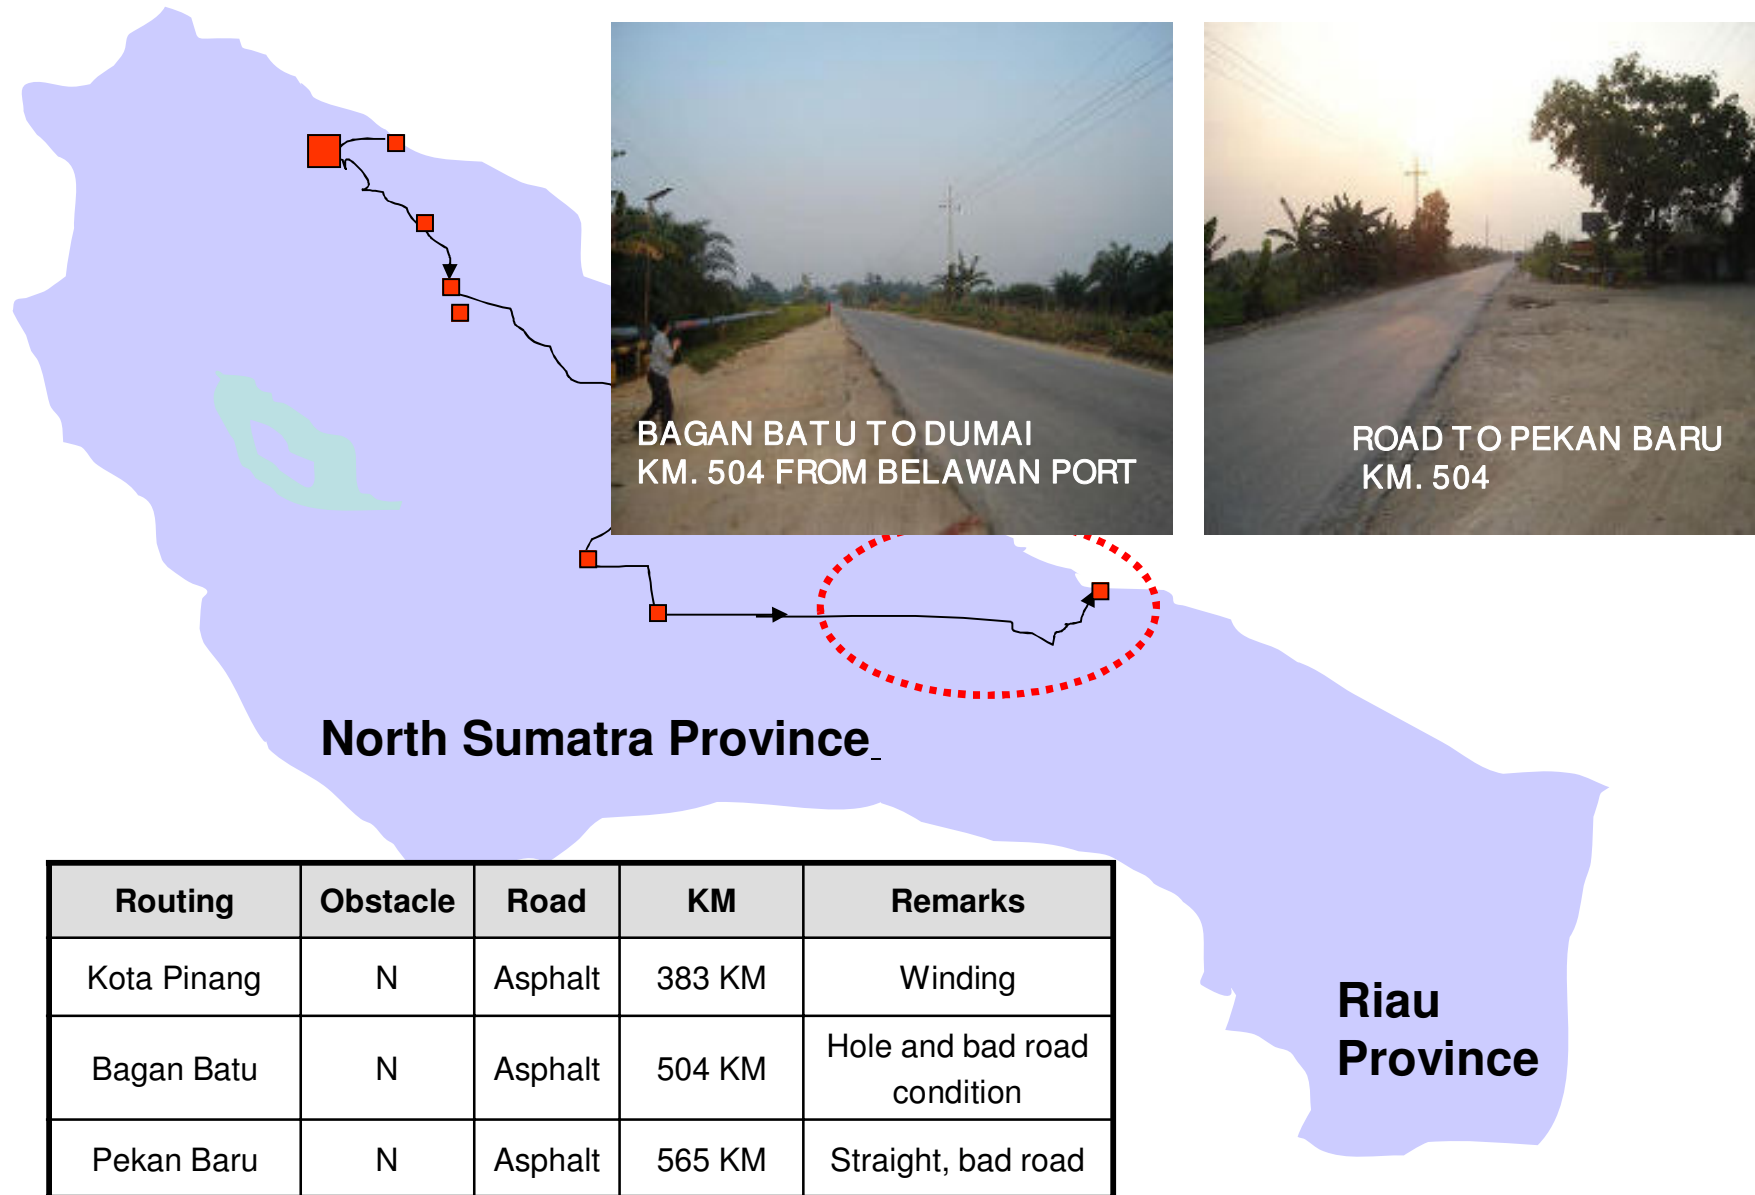 BAGAN BATU TO DUMAI
KM. 504 FROM BELAWAN PORT
ROAD TO PEKAN BARU
KM. 504
North Sumatra Province
Riau
Province
Routing Obstacle Road KM Remarks
Kota Pinang N Asphalt 383 KM Winding
Bagan Batu N Asphalt 504 KM Hole and bad road
condition
Pekan Baru N Asphalt 565 KM Straight, bad road